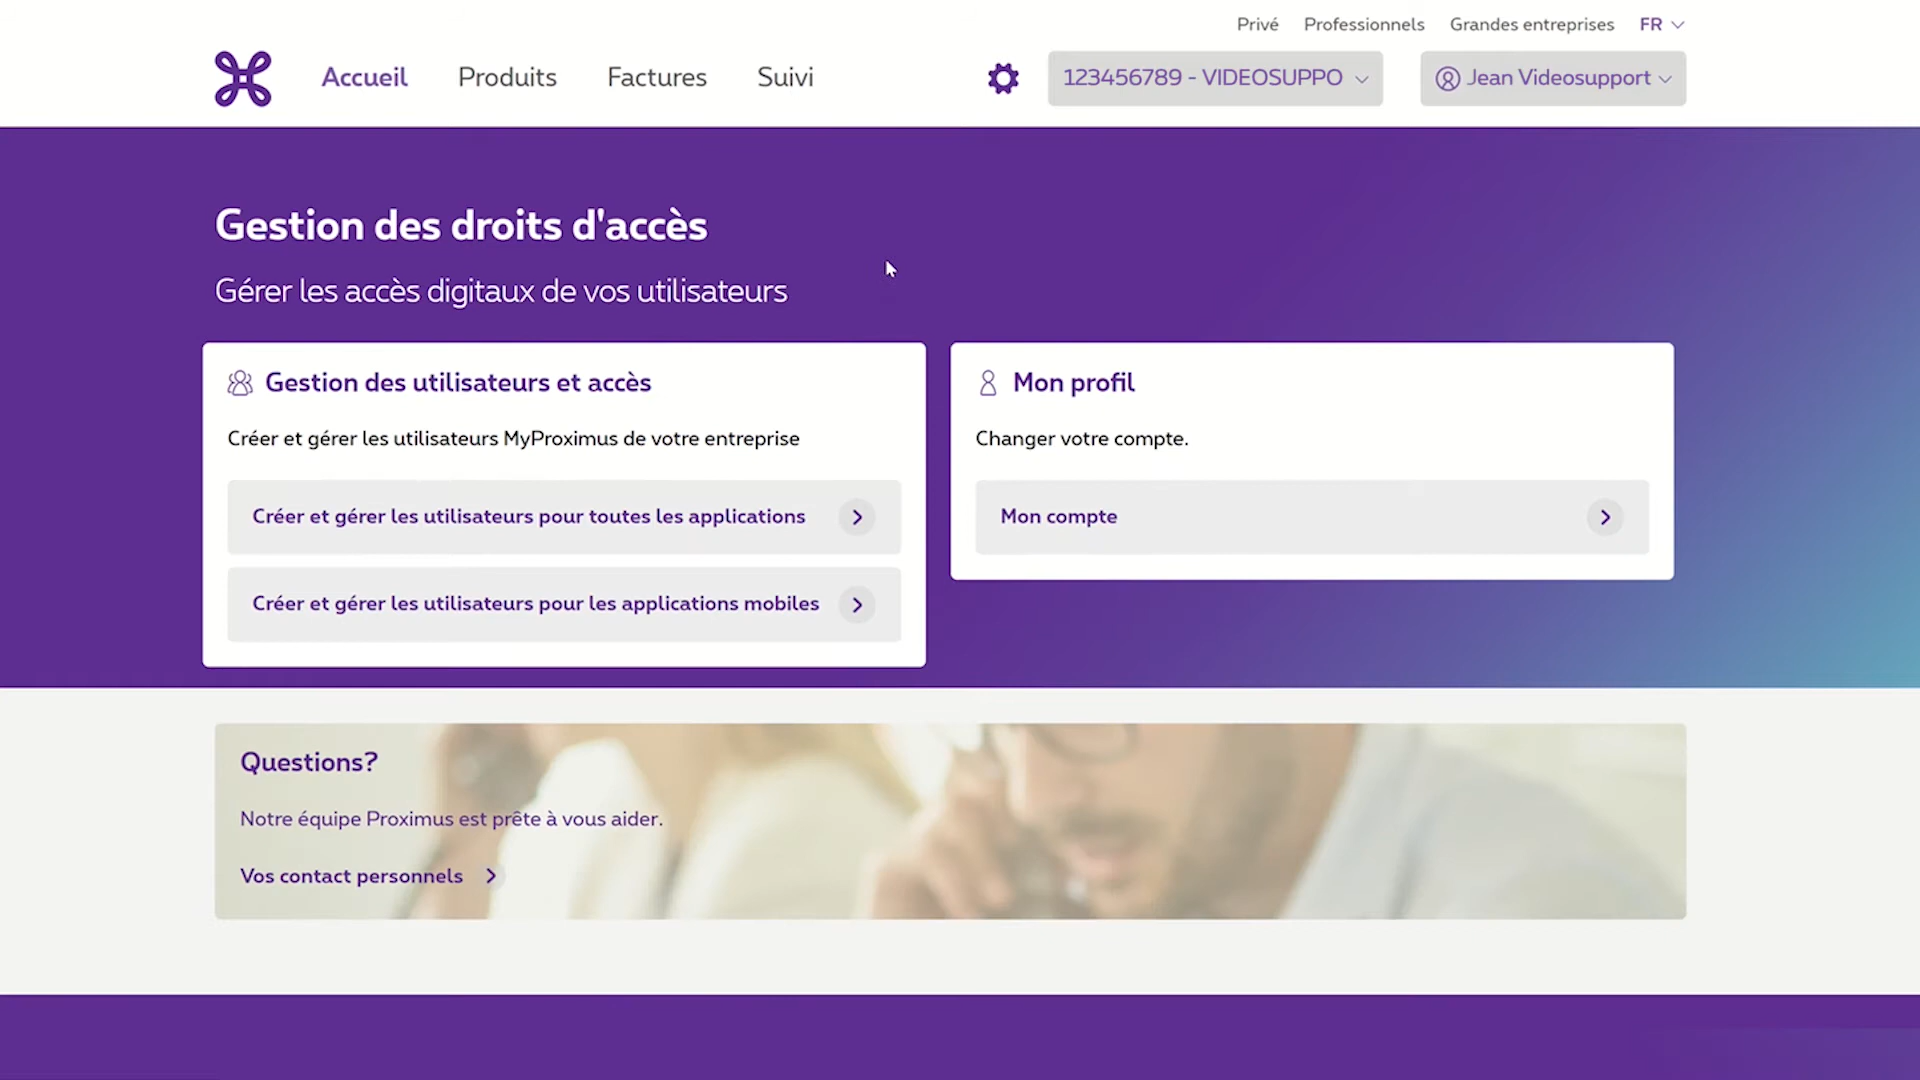 Privé Professionnels Grandes entreprises FR
Accueil Produits Factures Suivi 123456789 - VIDEOSUPPO Jean Videosupport
Gestion des droits d'accès
Gérer les accès digitaux de vos utilisateurs
Gestion des utilisateurs et accès
Créer et gérer les utilisateurs MyProximus de votre entreprise
Créer et gérer les utilisateurs pour toutes les applications
Créer et gérer les utilisateurs pour les applications mobiles
Mon profil
Changer votre compte.
Mon compte
Questions?
Notre équipe Proximus est prête à vous aider.
Vos contact personnels